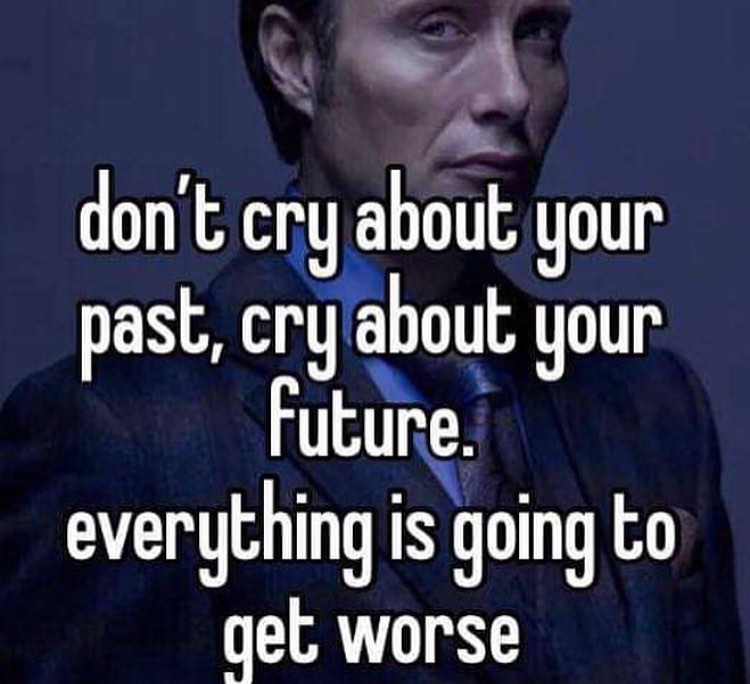 don't cry about your
past, cry about your
future.
everything is going to
get worse